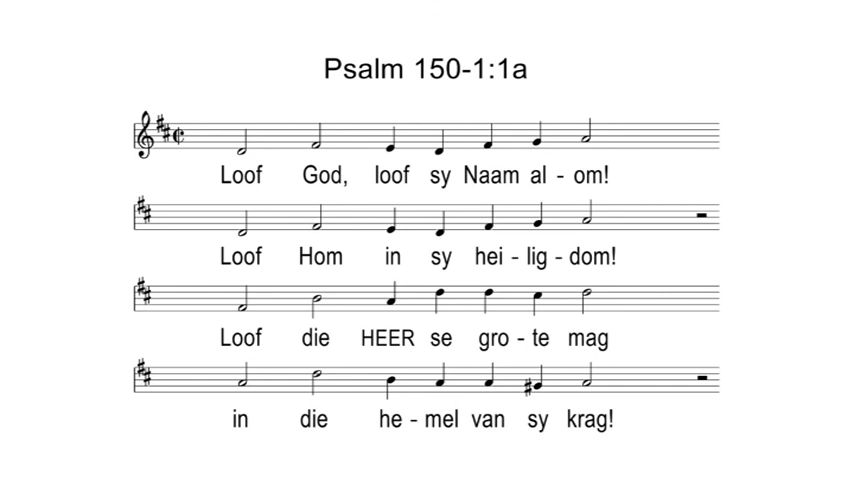 Psalm 150-1:1a
Loof God, loof sy Naam al - om!
Loof Hom in sy hei - lig - dom!
Loof die HEER se gro - te mag
in die he - mel van sy krag!